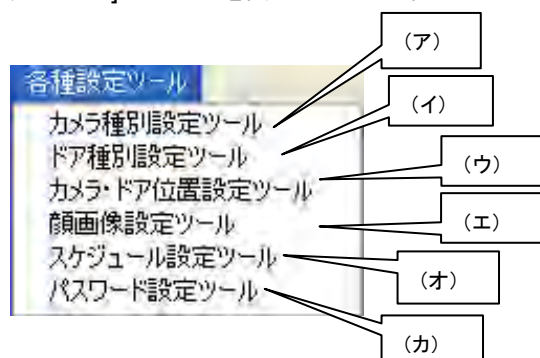 (ア)
各種設定ツール
(イ)
カメラ種別設定ツール
ドア種別設定ツール
(ウ)
カメラ・ドア位置設定ツール
(エ)
顔画像設定ツール
スケジュール設定ツール
(オ)
パスワード設定ツール
(カ)